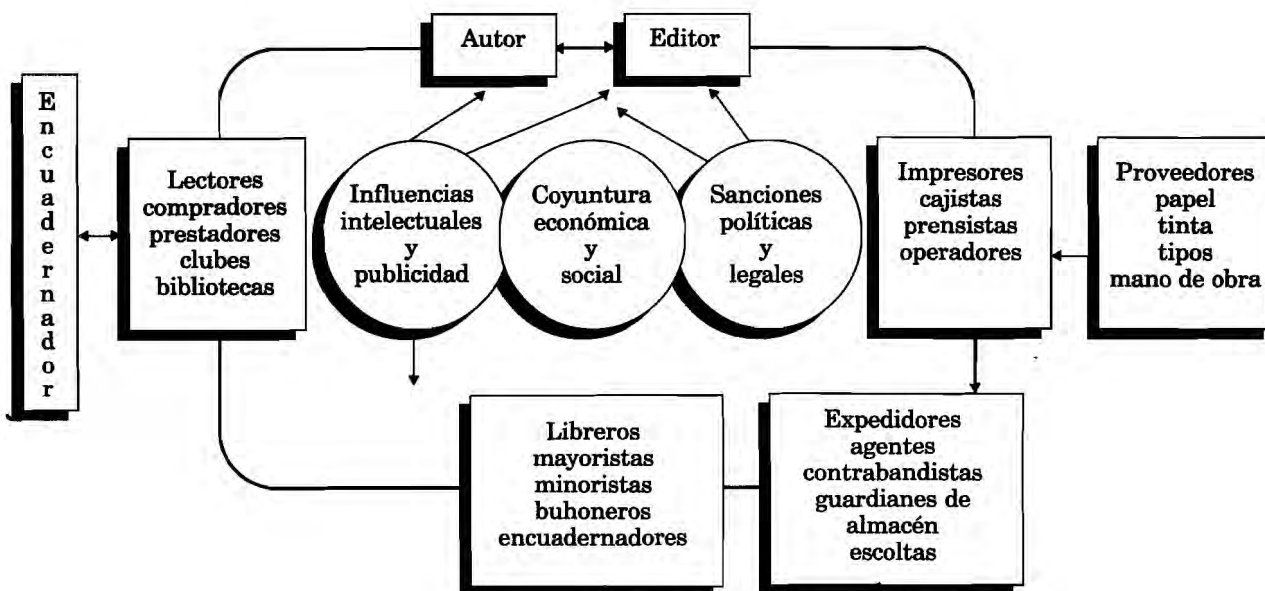 Autor
Editor
Encuadernador
Lectores
compradores
prestadores
clubes
bibliotecas
Influencias
intelectuales
y
publicidad
Coyuntura
económica
y
social
Sanciones
políticas
y
legales
Impresores
cajistas
prensistas
operadores
Proveedores
papel
tinta
tipos
mano de obra
Libreros
mayoristas
minoristas
buhoneros
encuadernadores
Expedidores
agentes
contrabandistas
guardianes de
almacén
escoltas